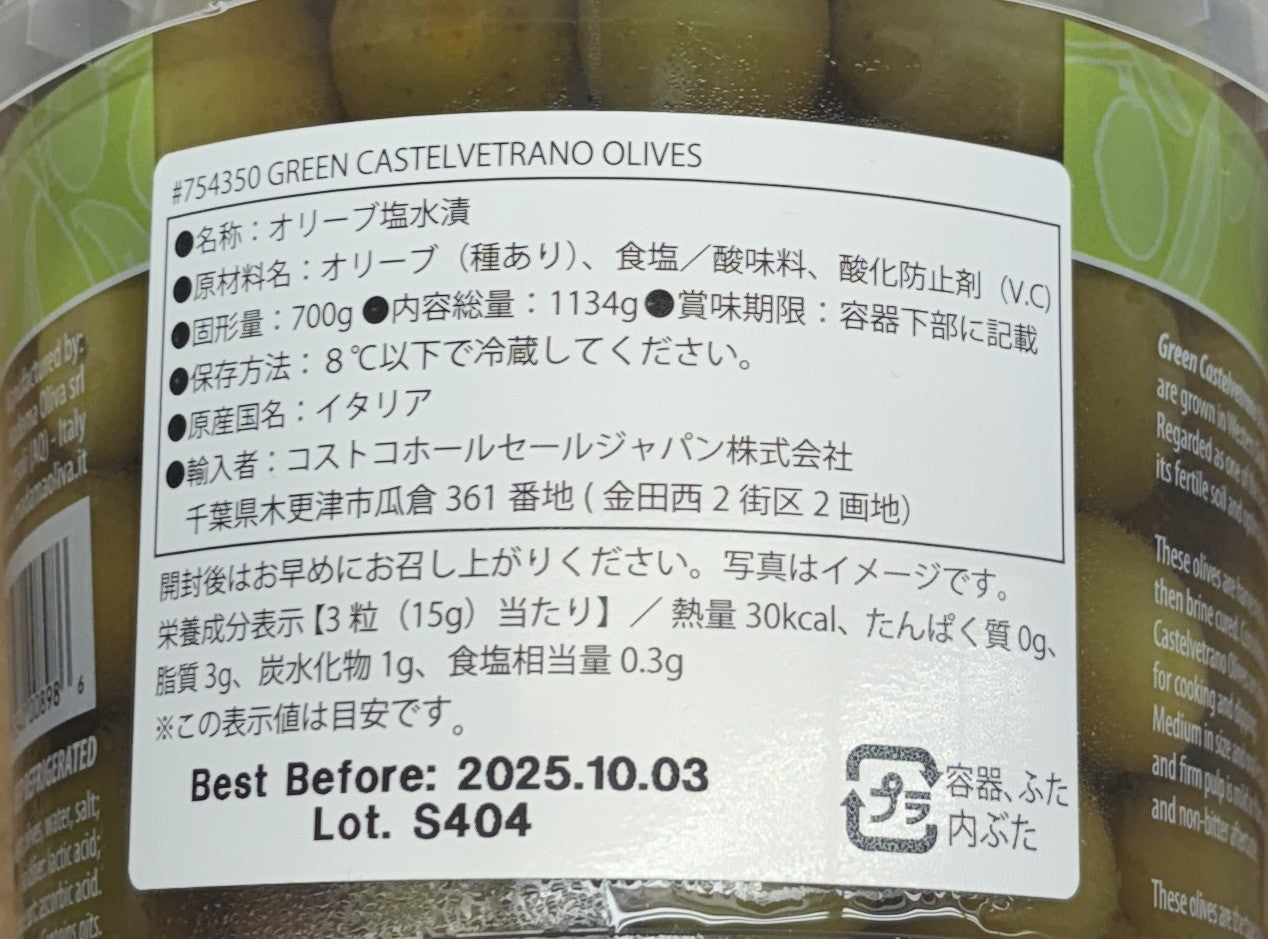 #754350 GREEN CASTELVETRANO OLIVES
●名称：オリーブ塩水漬
●原材料名：オリーブ（種あり）、食塩／酸味料、酸化防止剤（V.C）
●固形量：700g ●内容総量：1134g●賞味期限：容器下部に記載
●保存方法：８℃以下で冷蔵してください。
●原産国名：イタリア
●輸入者：コストコホールセールジャパン株式会社
千葉県木更津市瓜倉 361 番地 ( 金田西 2 街区 2 画地)
開封後はお早めにお召し上がりください。写真はイメージです。
栄養成分表示【3 粒（15g）当たり】／熱量 30kcal、たんぱく質 0g、
脂質 3g、炭水化物 1g、食塩相当量 0.3g
※この表示値は目安です。
Best Before: 2025.10.03
Lot. S404
プラ
容器、ふた
内ぶた
by:
Oliva srl
(AQ) - Italy
6
water, salt;
lactic acid;
ascorbic acid.
pits.
Green
are grown in
Regarded as one
its fertile soil and
These olives are
then brine cured.
Castelvetrano Olives
for cooking and
Medium in size and
and firm pulp is
and non-bitter
These olives are